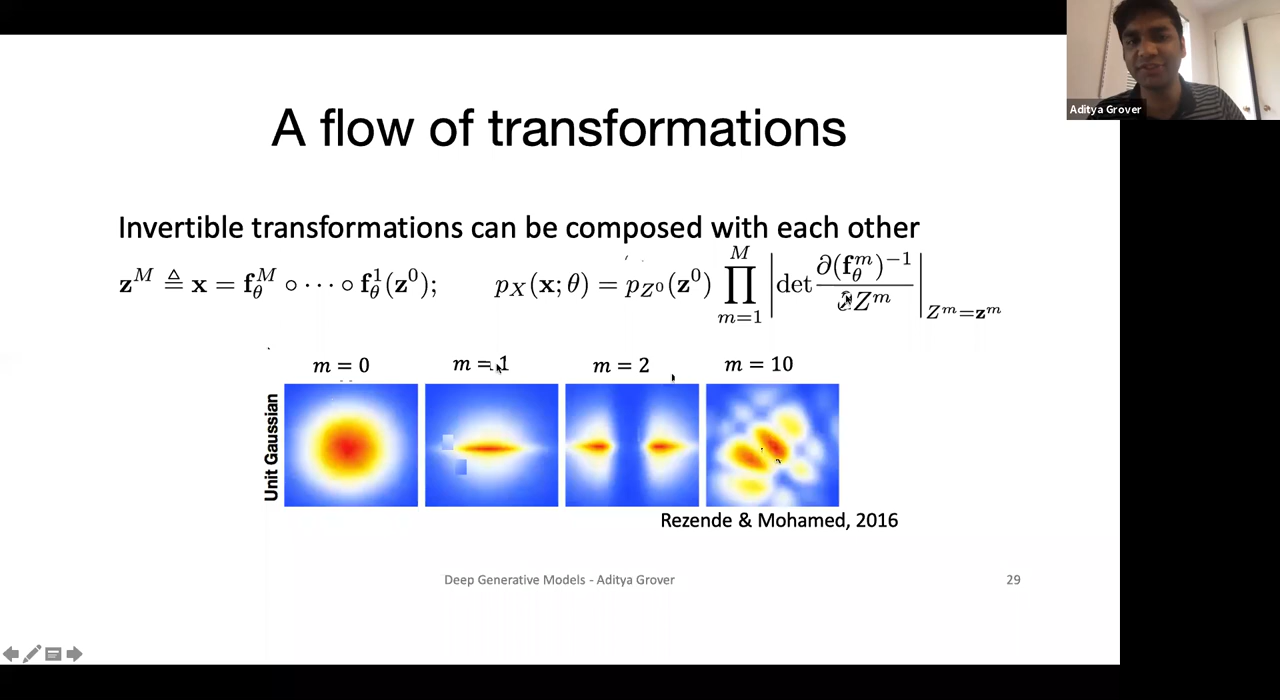 Aditya Grover
A flow of transformations
Invertible transformations can be composed with each other
z^M ≜ x = f_θ^M ∘ ⋯ ∘ f_θ^1(z^0); p_X(x; θ) = p_{Z^0}(z^0) ∏_{m=1}^{M} |det ∂(f_θ^m)^{-1} / ∂Z^m|_{Z^m=z^m}
m = 0 m = 1 m = 2 m = 10
Unit Gaussian
Rezende & Mohamed, 2016
Deep Generative Models - Aditya Grover 29